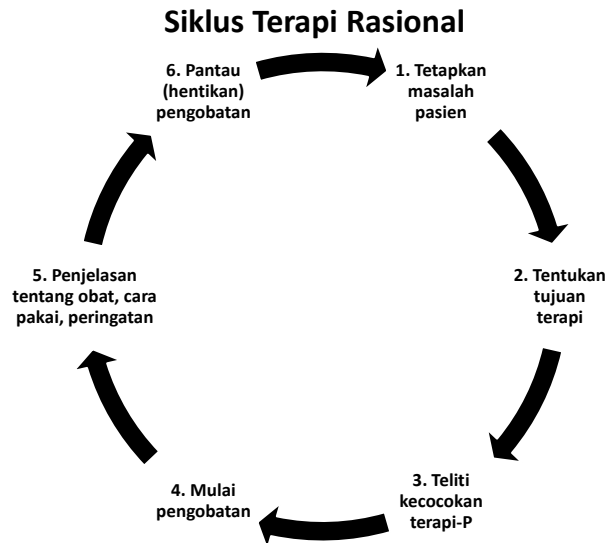 Siklus Terapi Rasional
1. Tetapkan
masalah
pasien
2. Tentukan
tujuan
terapi
3. Teliti
kecocokan
terapi-P
4. Mulai
pengobatan
5. Penjelasan
tentang obat, cara
pakai, peringatan
6. Pantau
(hentikan)
pengobatan